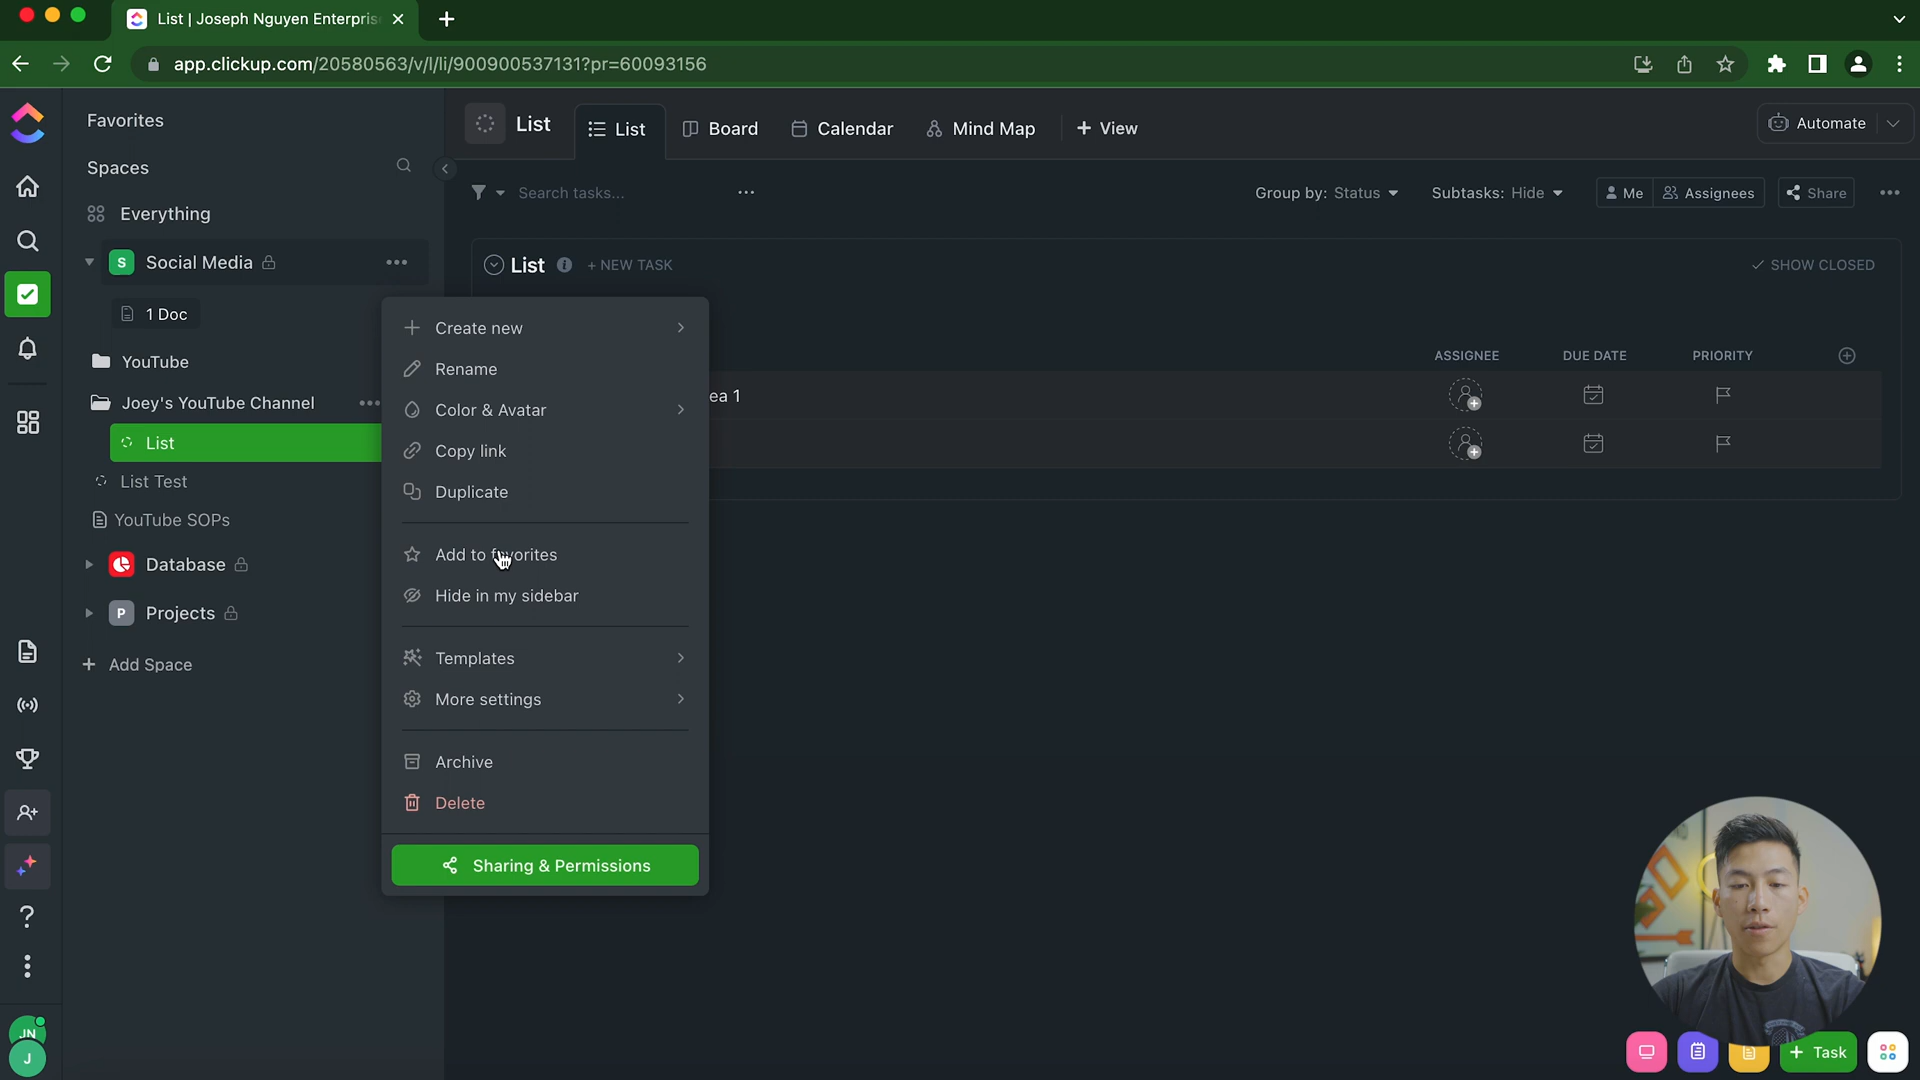 List | Joseph Nguyen Enterpris
app.clickup.com/20580563/v/l/li/900900537131?pr=60093156
Favorites
Spaces
Everything
S Social Media
1 Doc
YouTube
Joey's YouTube Channel
List
List Test
YouTube SOPs
Database
P Projects
+ Add Space
JN
J
List
List
Board
Calendar
Mind Map
+ View
Automate
Search tasks...
Group by: Status
Subtasks: Hide
Me
Assignees
Share
List
+ NEW TASK
SHOW CLOSED
ASSIGNEE
DUE DATE
PRIORITY
ea 1
Create new
Rename
Color & Avatar
Copy link
Duplicate
Add to favorites
Hide in my sidebar
Templates
More settings
Archive
Delete
Sharing & Permissions
+ Task